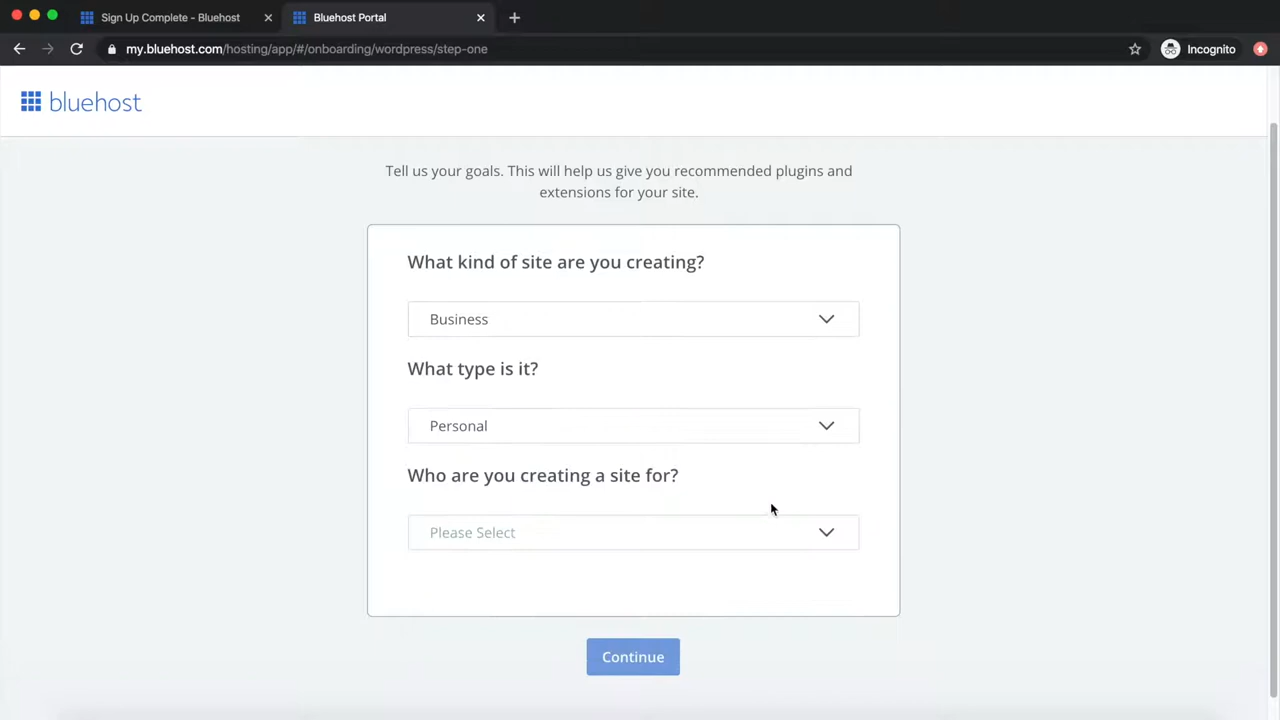 Sign Up Complete - Bluehost
Bluehost Portal
my.bluehost.com/hosting/app/#/onboarding/wordpress/step-one
Incognito
bluehost
Tell us your goals. This will help us give you recommended plugins and
extensions for your site.
What kind of site are you creating?
Business
What type is it?
Personal
Who are you creating a site for?
Please Select
Continue